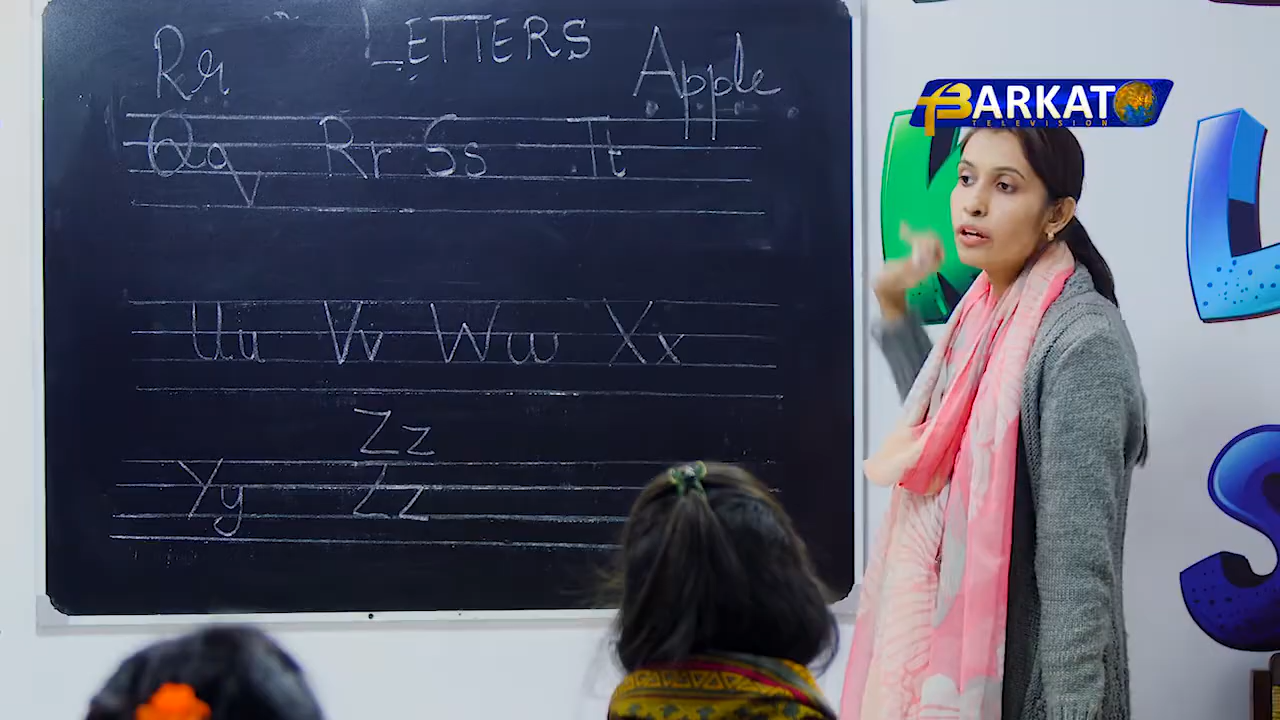 LETTERS
Rr Apple
Qq Rr Ss Tt
Uu Vv Ww Xx
Zz
Yy Zz
BARKAT
TELEVISION
L
S